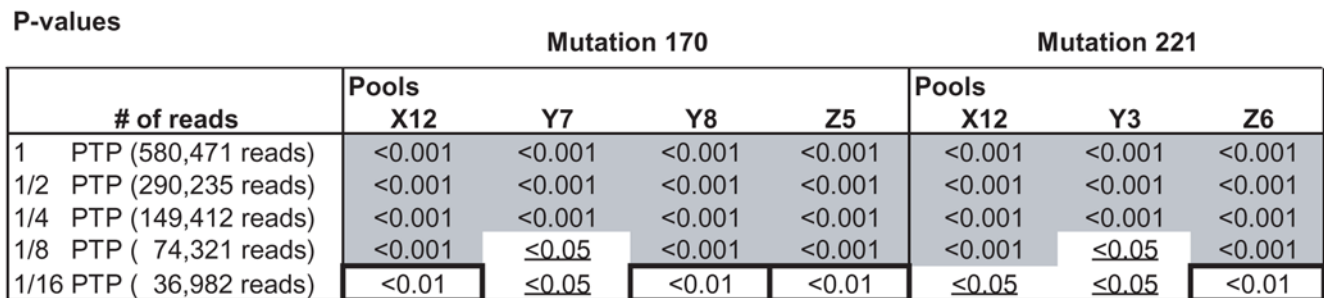 P-values
Mutation 170 Mutation 221
Pools Pools
# of reads X12 Y7 Y8 Z5 X12 Y3 Z6
1 PTP (580,471 reads) <0.001 <0.001 <0.001 <0.001 <0.001 <0.001 <0.001
1/2 PTP (290,235 reads) <0.001 <0.001 <0.001 <0.001 <0.001 <0.001 <0.001
1/4 PTP (149,412 reads) <0.001 <0.001 <0.001 <0.001 <0.001 <0.001 <0.001
1/8 PTP ( 74,321 reads) <0.001 <0.05 <0.001 <0.001 <0.001 <0.05 <0.001
1/16 PTP ( 36,982 reads) <0.01 <0.05 <0.01 <0.01 <0.05 <0.05 <0.01